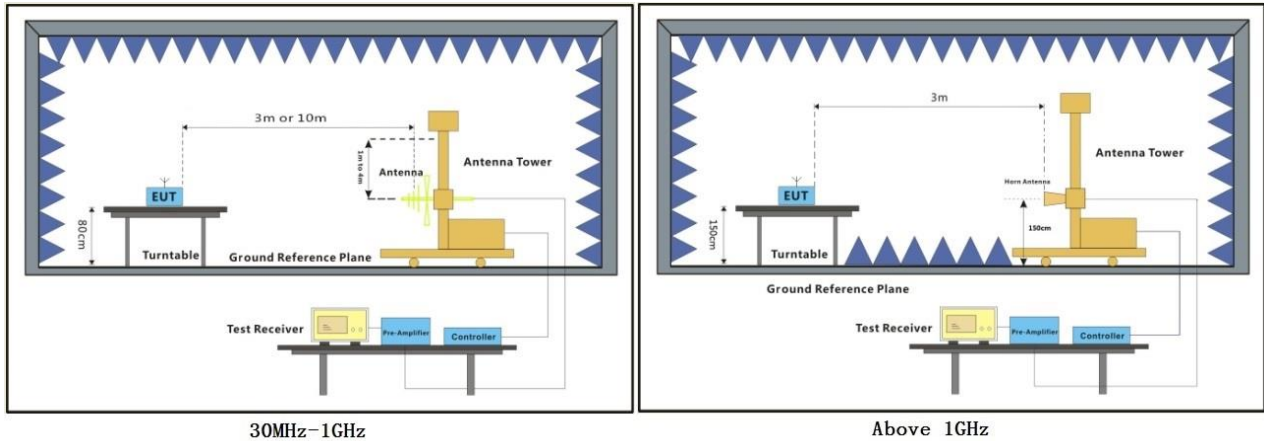 3m or 10m
1m to 4m
Antenna
Antenna Tower
EUT
80cm
Turntable
Ground Reference Plane
Test Receiver
Pre-Amplifier
Controller
30MHz-1GHz
3m
Antenna Tower
Horn Antenna
EUT
150cm
150cm
Turntable
Ground Reference Plane
Test Receiver
Pre-Amplifier
Controller
Above 1GHz